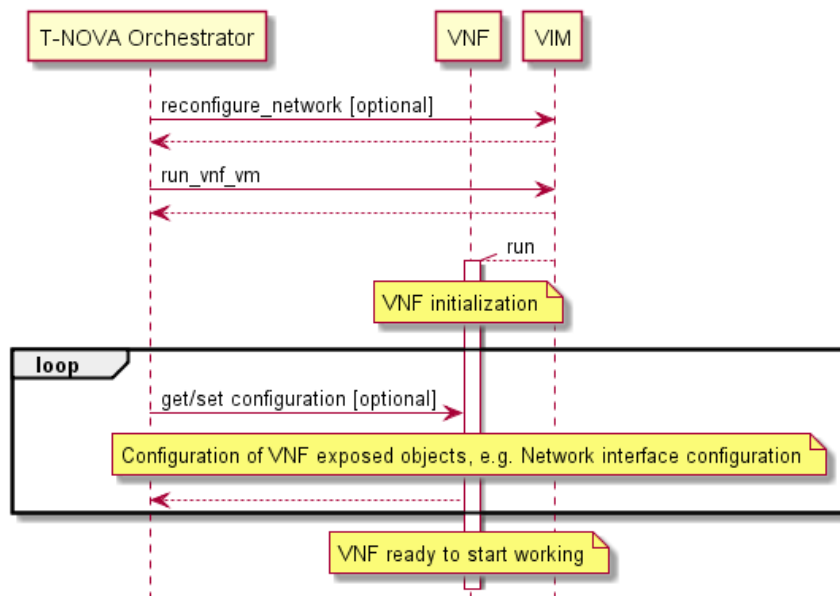 T-NOVA Orchestrator
VNF
VIM
reconfigure_network [optional]
run_vnf_vm
run
VNF initialization
loop
get/set configuration [optional]
Configuration of VNF exposed objects, e.g. Network interface configuration
VNF ready to start working